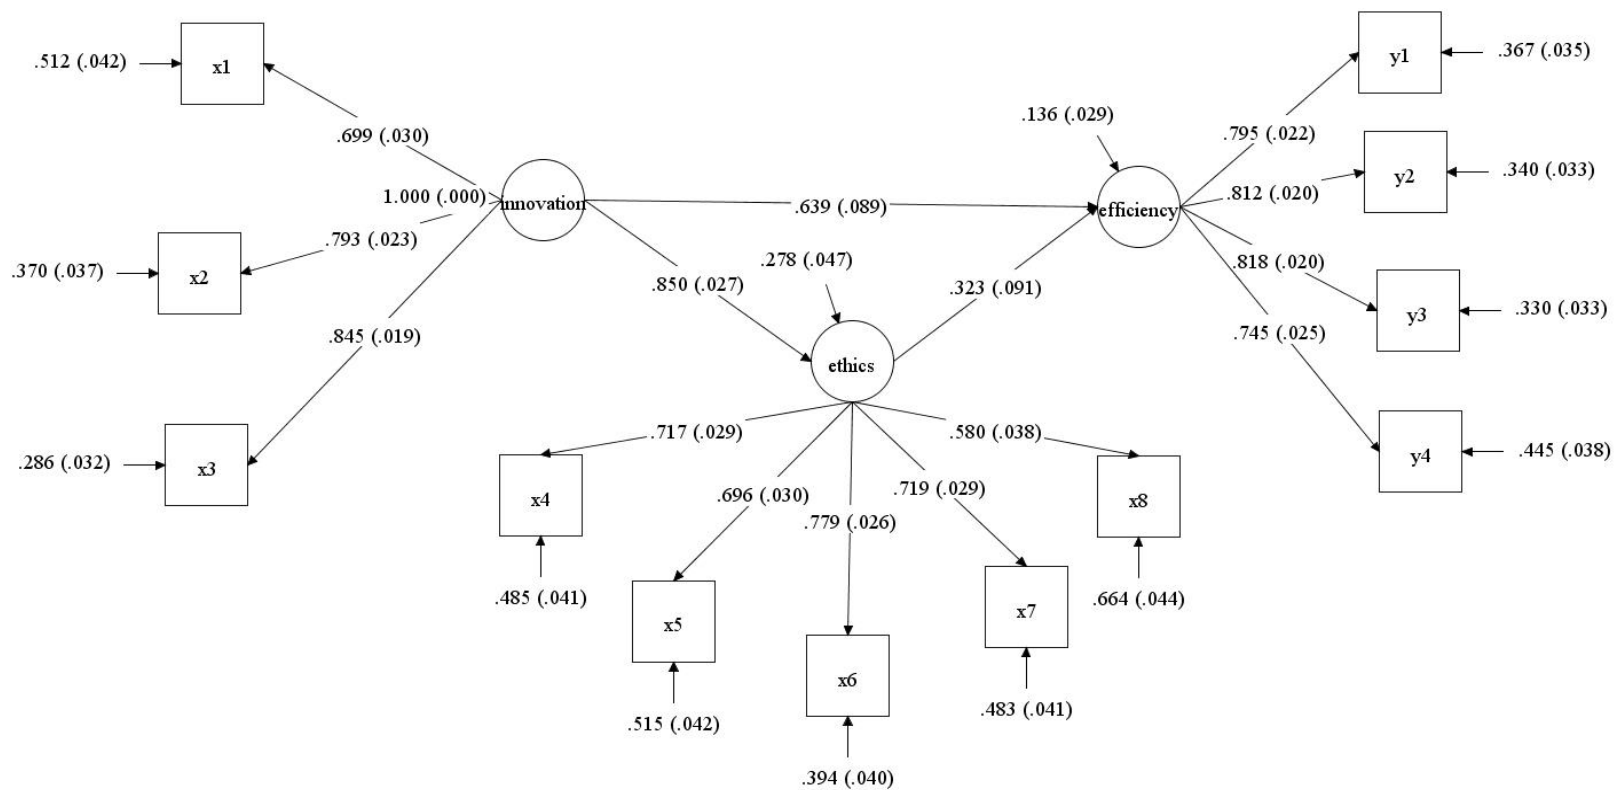 .512 (.042)
x1
.699 (.030)
1.000 (.000)
innovation
.370 (.037)
x2
.793 (.023)
.845 (.019)
.286 (.032)
x3
.639 (.089)
.850 (.027)
.278 (.047)
ethics
.323 (.091)
.136 (.029)
efficiency
.795 (.022)
y1
.367 (.035)
.812 (.020)
y2
.340 (.033)
.818 (.020)
y3
.330 (.033)
.745 (.025)
y4
.445 (.038)
.717 (.029)
x4
.485 (.041)
.696 (.030)
x5
.515 (.042)
.779 (.026)
x6
.394 (.040)
.719 (.029)
x7
.483 (.041)
.580 (.038)
x8
.664 (.044)